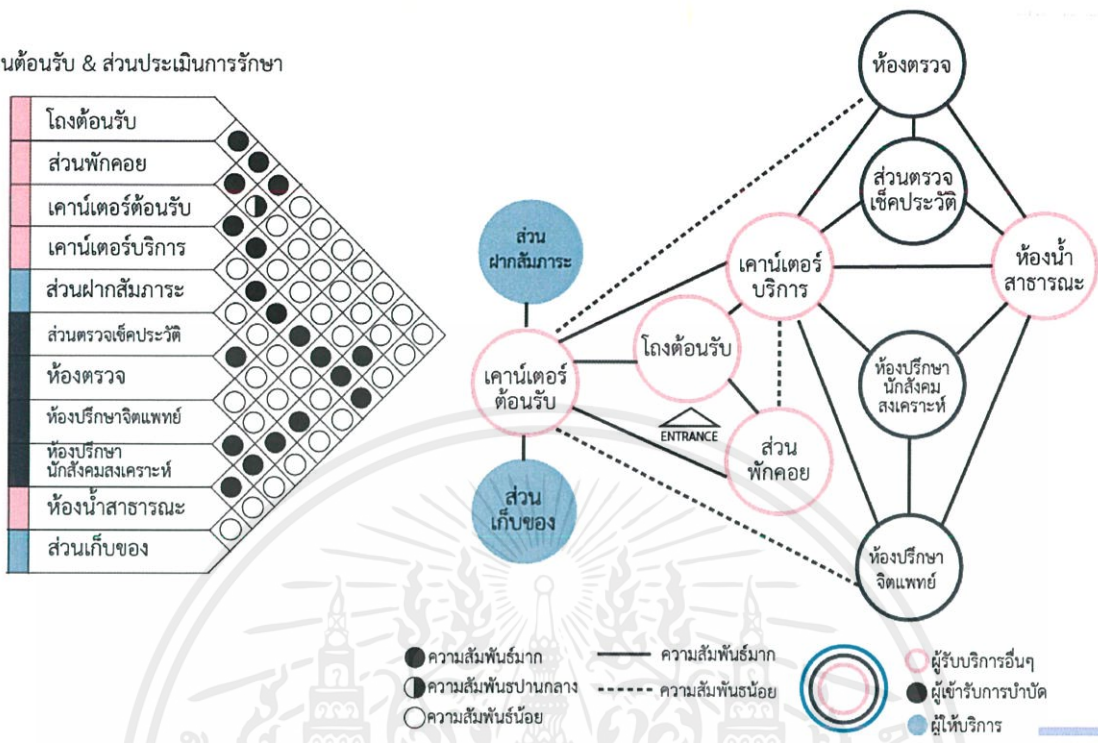 นต้อนรับ & ส่วนประเมินการรักษา
โถงต้อนรับ
ส่วนพักคอย
เคาน์เตอร์ต้อนรับ
เคาน์เตอร์บริการ
ส่วนฝากสัมภาระ
ส่วนตรวจเช็คประวัติ
ห้องตรวจ
ห้องปรึกษาจิตแพทย์
ห้องปรึกษา
นักสังคมสงเคราะห์
ห้องน้ำสาธารณะ
ส่วนเก็บของ
ห้องตรวจ
ส่วนตรวจ
เช็คประวัติ
ส่วน
ฝากสัมภาระ
เคาน์เตอร์
บริการ
ห้องน้ำ
สาธารณะ
โถงต้อนรับ
เคาน์เตอร์
ต้อนรับ
ห้องปรึกษา
นักสังคม
สงเคราะห์
ENTRANCE
ส่วน
พักคอย
ส่วน
เก็บของ
ห้องปรึกษา
จิตแพทย์
ความสัมพันธ์มาก
ความสัมพันธปานกลาง
ความสัมพันธ์น้อย
ความสัมพันธ์มาก
ความสัมพันธน้อย
ผู้รับบริการอื่นๆ
ผู้เข้ารับการบำบัด
ผู้ให้บริการ